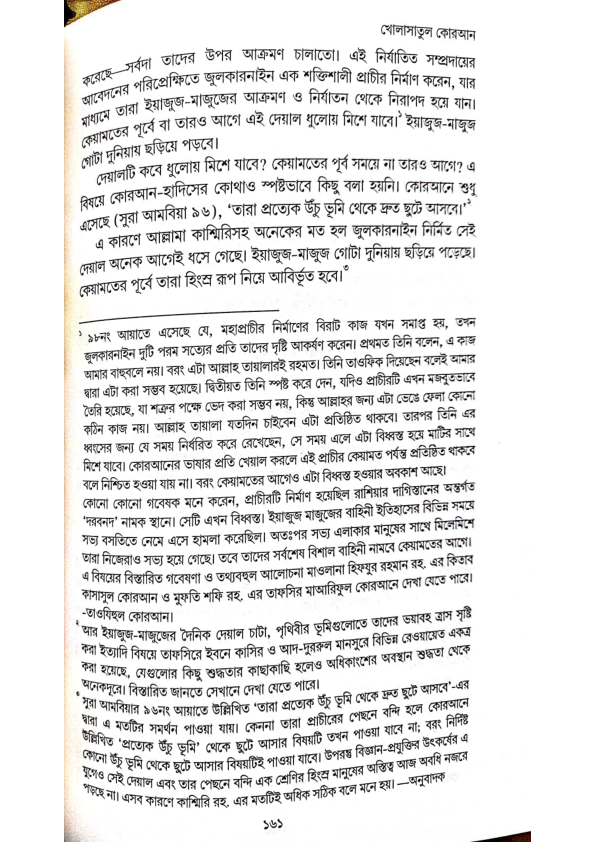 খোলাসাতুল কোরআন
করেছে—সর্বদা তাদের উপর আক্রমণ চালাতো। এই নির্যাতিত সম্প্রদায়ের
আবেদনের পরিপ্রেক্ষিতে জুলকারনাইন এক শক্তিশালী প্রাচীর নির্মাণ করেন, যার
মাধ্যমে তারা ইয়াজুজ-মাজুজের আক্রমণ ও নির্যাতন থেকে নিরাপদ হয়ে যান।
কেয়ামতের পূর্বে বা তারও আগে এই দেয়াল ধুলোয় মিশে যাবে।১ ইয়াজুজ-মাজুজ
গোটা দুনিয়ায় ছড়িয়ে পড়বে।
দেয়ালটি কবে ধুলোয় মিশে যাবে? কেয়ামতের পূর্ব সময়ে না তারও আগে? এ
বিষয়ে কোরআন-হাদিসের কোথাও স্পষ্টভাবে কিছু বলা হয়নি। কোরআনে শুধু
এসেছে (সুরা আমবিয়া ৯৬), ‘তারা প্রত্যেক উঁচু ভূমি থেকে দ্রুত ছুটে আসবে।’২
এ কারণে আল্লামা কাশ্মিরিসহ অনেকের মত হল জুলকারনাইন নির্মিত সেই
দেয়াল অনেক আগেই ধসে গেছে। ইয়াজুজ-মাজুজ গোটা দুনিয়ায় ছড়িয়ে পড়েছে।
কেয়ামতের পূর্বে তারা হিংস্র রূপ নিয়ে আবির্ভূত হবে।৩
১ ৯৮নং আয়াতে এসেছে যে, মহাপ্রাচীর নির্মাণের বিরাট কাজ যখন সমাপ্ত হয়, তখন
জুলকারনাইন দুটি পরম সত্যের প্রতি তাদের দৃষ্টি আকর্ষণ করেন। প্রথমত তিনি বলেন, এ কাজ
আমার বাহুবলে নয়। বরং এটা আল্লাহ তায়ালারই রহমত। তিনি তাওফিক দিয়েছেন বলেই আমার
দ্বারা এটা করা সম্ভব হয়েছে। দ্বিতীয়ত তিনি স্পষ্ট করে দেন, যদিও প্রাচীরটি এখন মজবুতভাবে
তৈরি হয়েছে, যা শত্রুর পক্ষে ভেদ করা সম্ভব নয়, কিন্তু আল্লাহর জন্য এটা ভেঙে ফেলা কোনো
কঠিন কাজ নয়। আল্লাহ তায়ালা যতদিন চাইবেন এটা প্রতিষ্ঠিত থাকবে। তারপর তিনি এর
ধ্বংসের জন্য যে সময় নির্ধারিত করে রেখেছেন, সে সময় এলে এটা বিধ্বস্ত হয়ে মাটির সাথে
মিশে যাবে। কোরআনের ভাষার প্রতি খেয়াল করলে এই প্রাচীর কেয়ামত পর্যন্ত প্রতিষ্ঠিত থাকবে
বলে নিশ্চিত হওয়া যায় না। বরং কেয়ামতের আগেও এটা বিধ্বস্ত হওয়ার অবকাশ আছে।
কোনো কোনো গবেষক মনে করেন, প্রাচীরটি নির্মাণ হয়েছিল রাশিয়ার দাগিস্তানের অন্তর্গত
‘দরবনদ’ নামক স্থানে। সেটি এখন বিধ্বস্ত। ইয়াজুজ মাজুজের বাহিনী ইতিহাসের বিভিন্ন সময়ে
সভ্য বসতিতে নেমে এসে হামলা করেছিল। অতঃপর সভ্য এলাকার মানুষের সাথে মিলেমিশে
তারা নিজেরাও সভ্য হয়ে গেছে। তবে তাদের সর্বশেষ বিশাল বাহিনী নামবে কেয়ামতের আগে।
এ বিষয়ের বিস্তারিত গবেষণা ও তথ্যবহুল আলোচনা মাওলানা হিফযুর রহমান রহ. এর কিতাব
কাসাসুল কোরআন ও মুফতি শফি রহ. এর তাফসির মাআরিফুল কোরআনে দেখা যেতে পারে।
-তাওযিহুল কোরআন।
২ আর ইয়াজুজ-মাজুজের দৈনিক দেয়াল চাটা, পৃথিবীর ভূমিগুলোতে তাদের ভয়াবহ ত্রাস সৃষ্টি
করা ইত্যাদি বিষয়ে তাফসিরে ইবনে কাসির ও আদ-দুররুল মানসুরে বিভিন্ন রেওয়ায়েত একত্র
করা হয়েছে, যেগুলোর কিছু শুদ্ধতার কাছাকাছি হলেও অধিকাংশের অবস্থান শুদ্ধতা থেকে
অনেকদূরে। বিস্তারিত জানতে সেখানে দেখা যেতে পারে।
৩ সুরা আমবিয়ার ৯৬নং আয়াতে উল্লিখিত ‘তারা প্রত্যেক উঁচু ভূমি থেকে দ্রুত ছুটে আসবে’-এর
দ্বারা এ মতটির সমর্থন পাওয়া যায়। কেননা তারা প্রাচীরের পেছনে বন্দি হলে কোরআনে
উল্লিখিত ‘প্রত্যেক উঁচু ভূমি’ থেকে ছুটে আসার বিষয়টি তখন পাওয়া যাবে না; বরং নির্দিষ্ট
কোনো উঁচু ভূমি থেকে ছুটে আসার বিষয়টিই পাওয়া যাবে। উপরন্তু বিজ্ঞান-প্রযুক্তির উৎকর্ষের এ
যুগেও সেই দেয়াল এবং তার পেছনে বন্দি এক শ্রেণির হিংস্র মানুষের অস্তিত্ব আজ অবধি নজরে
পড়ছে না। এসব কারণে কাশ্মিরি রহ. এর মতটিই অধিক সঠিক বলে মনে হয়। —অনুবাদক
১৬১